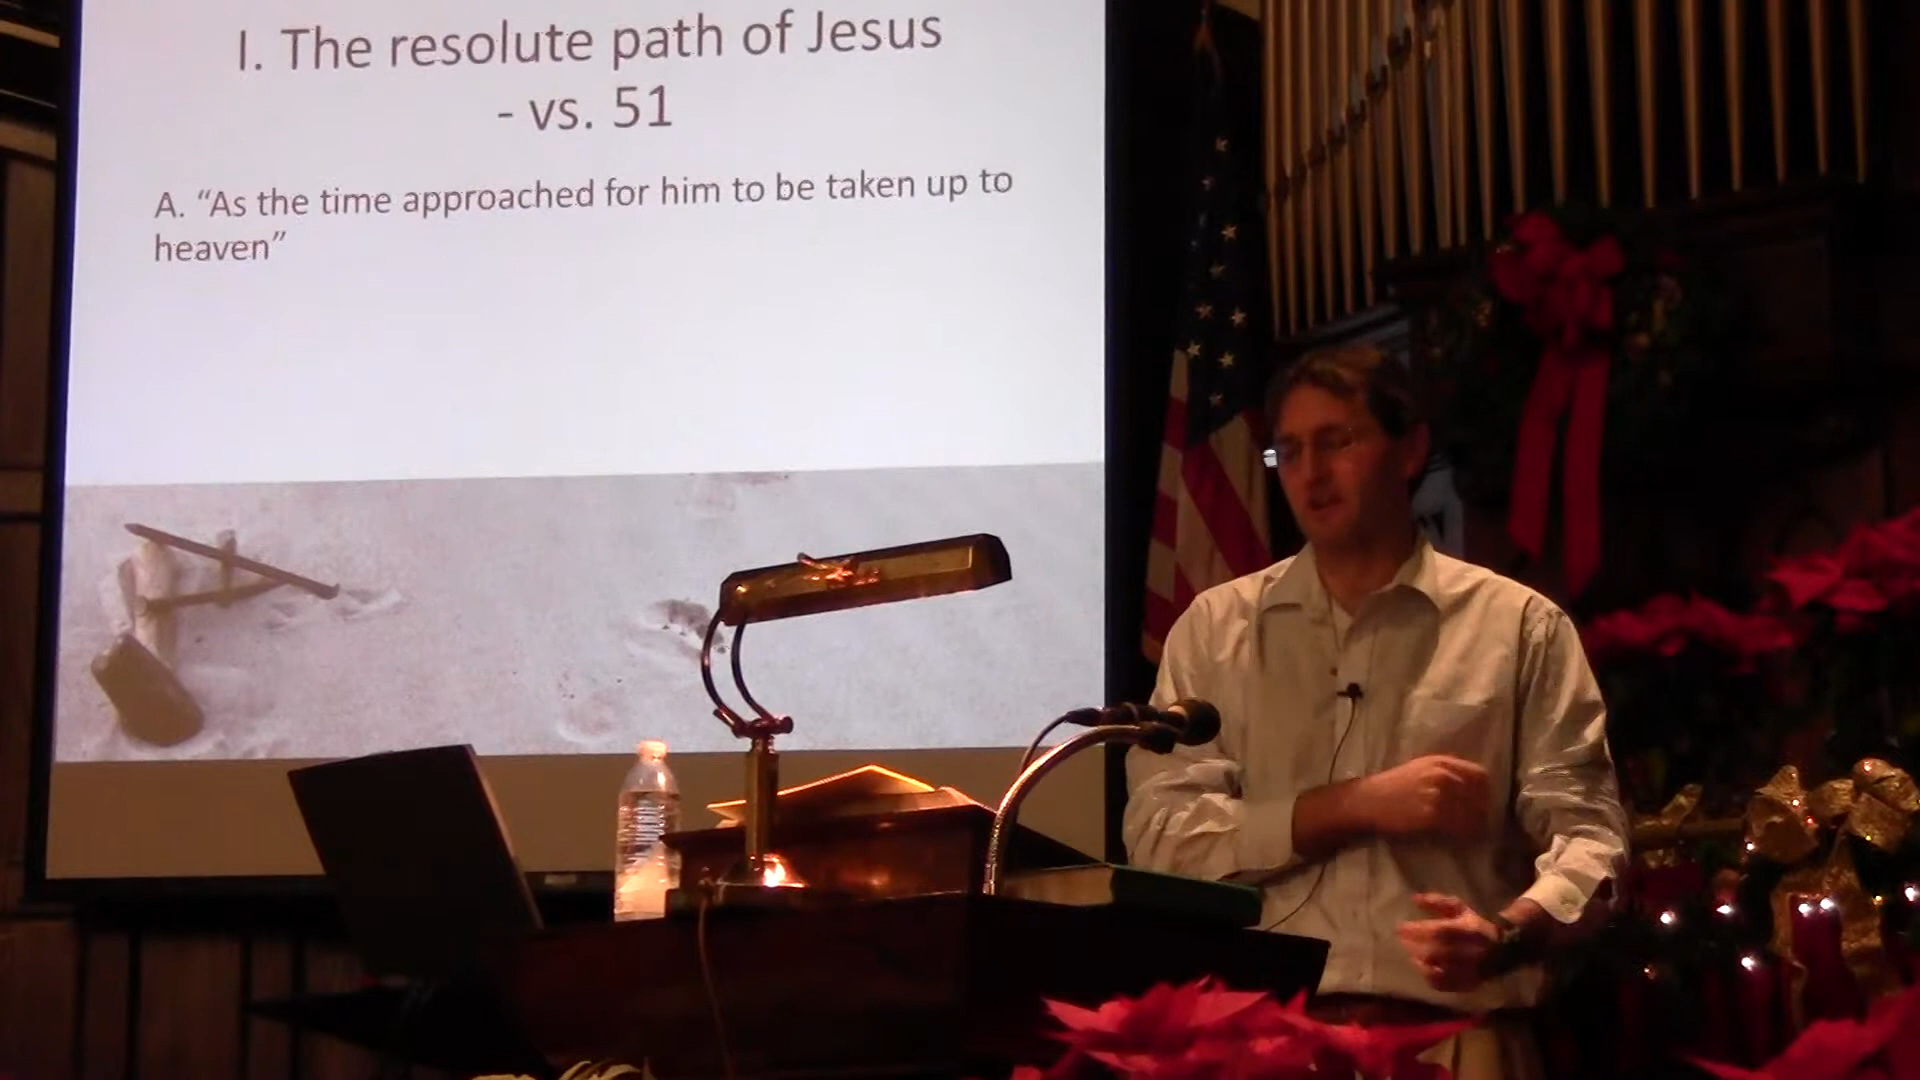 I. The resolute path of Jesus
- vs. 51
A. “As the time approached for him to be taken up to
heaven”